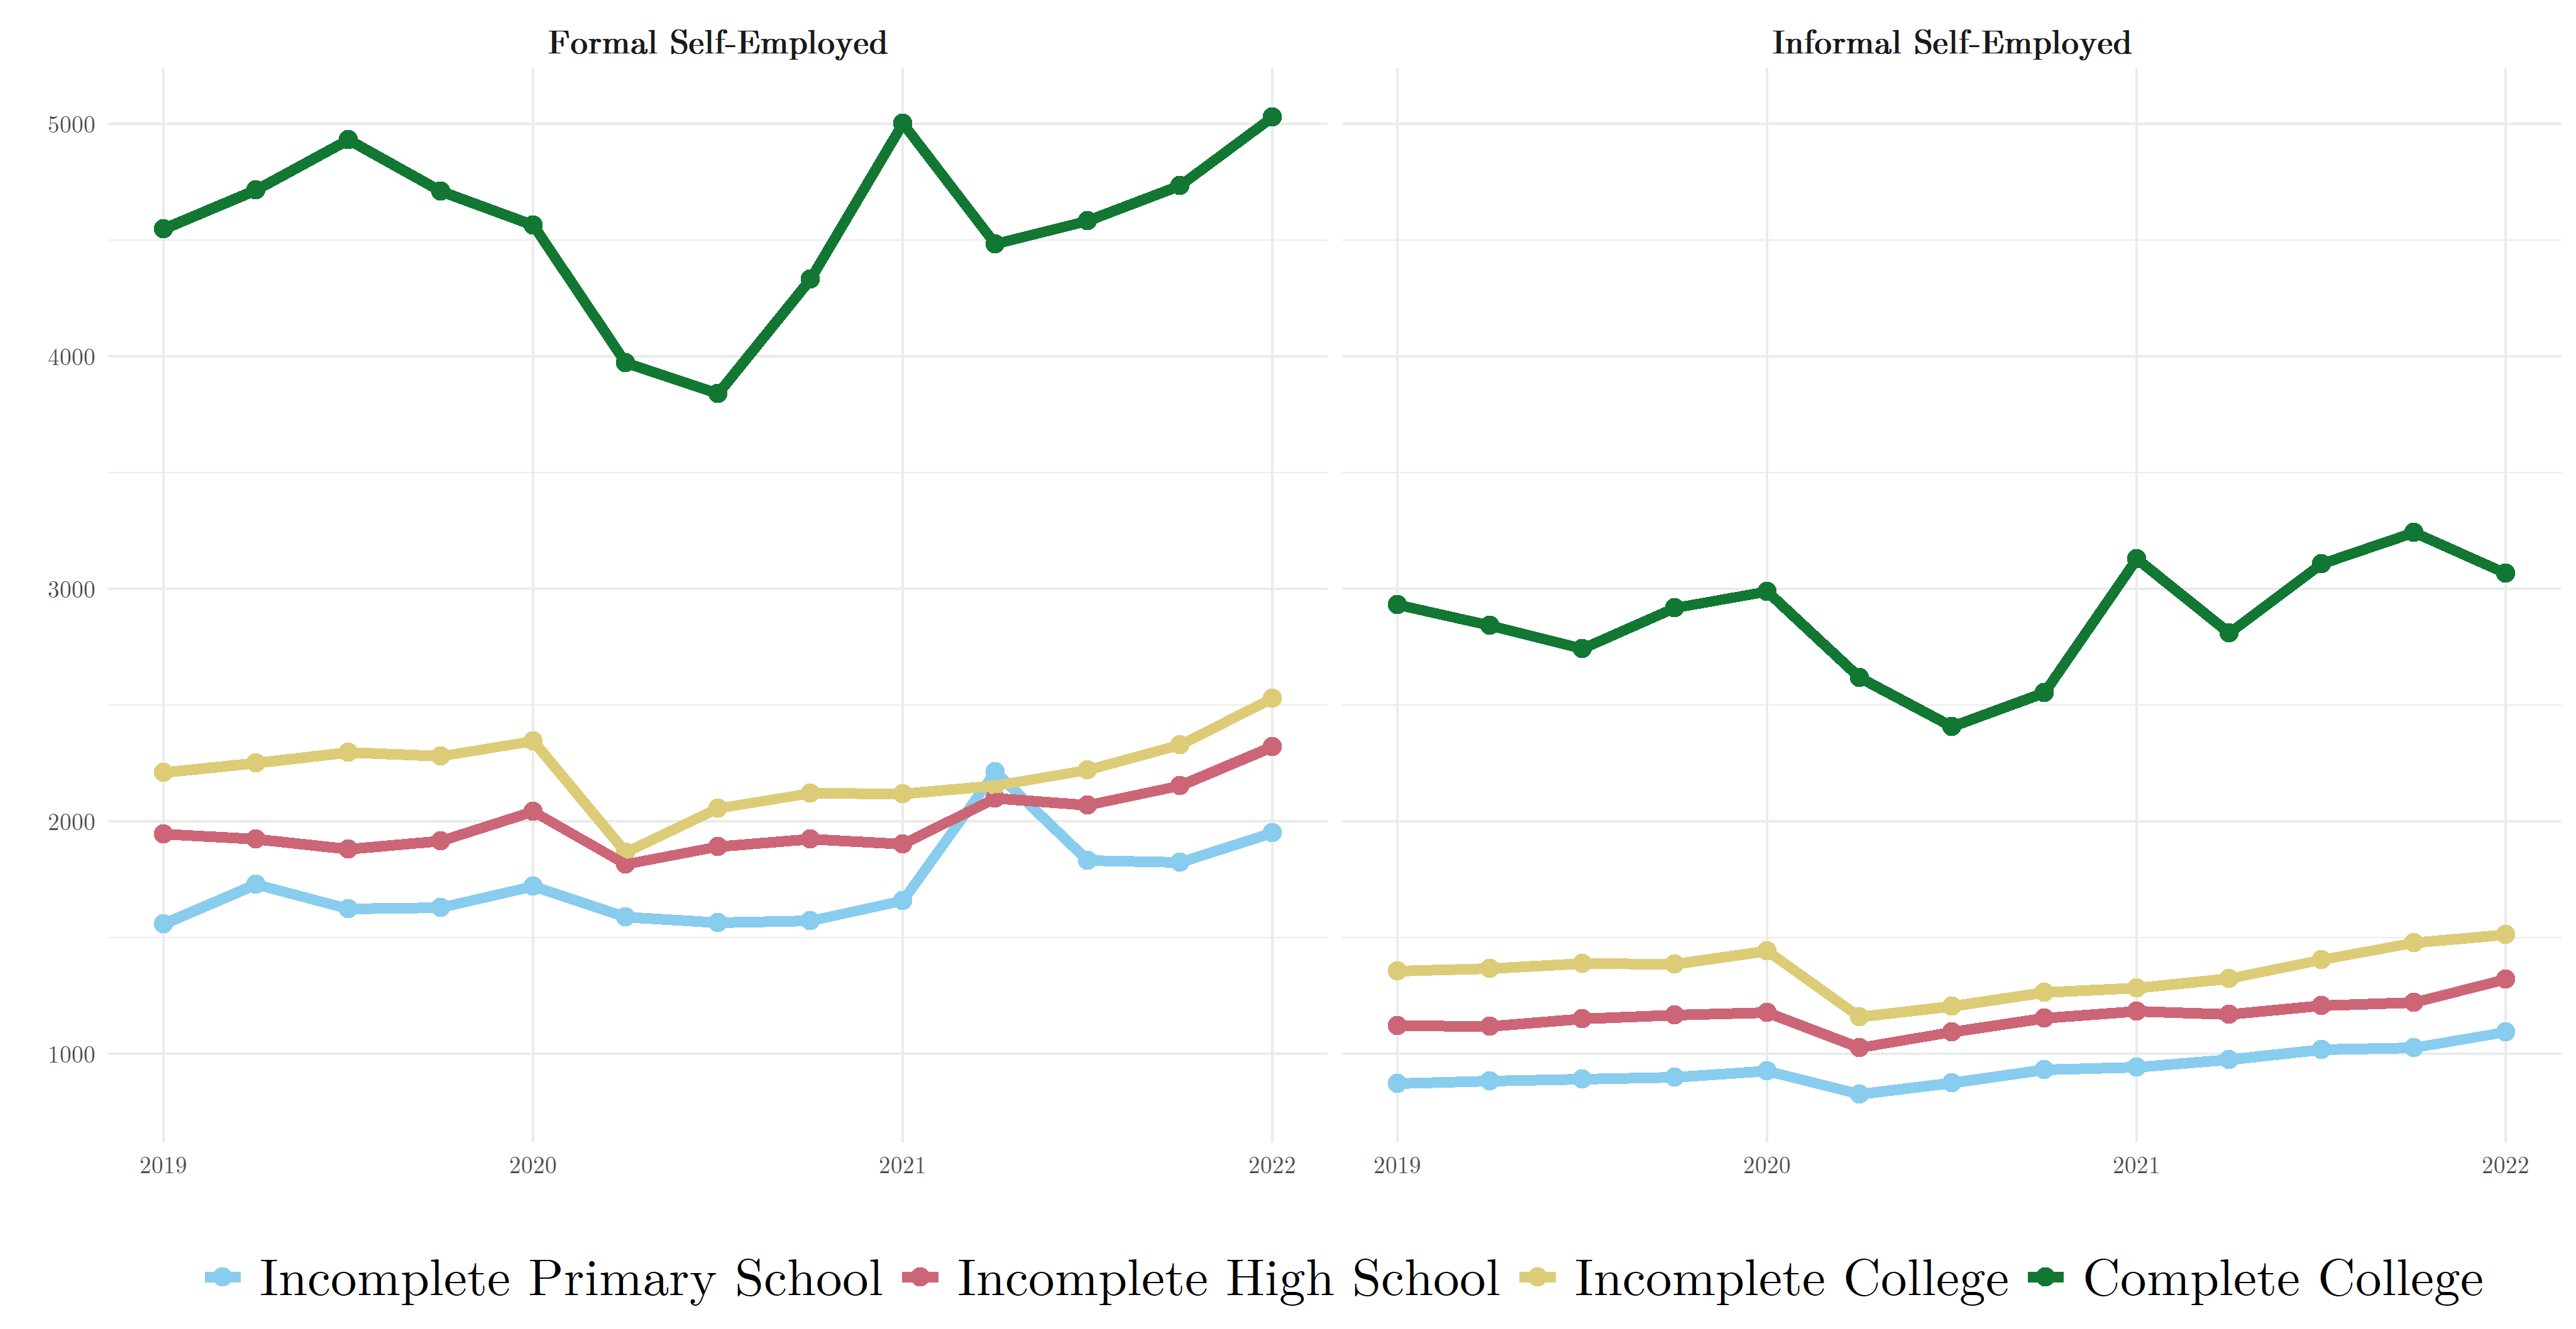 Formal Self-Employed
Informal Self-Employed
5000
4000
3000
2000
1000
2019 2020 2021 2022 2019 2020 2021 2022
Incomplete Primary School Incomplete High School Incomplete College Complete College